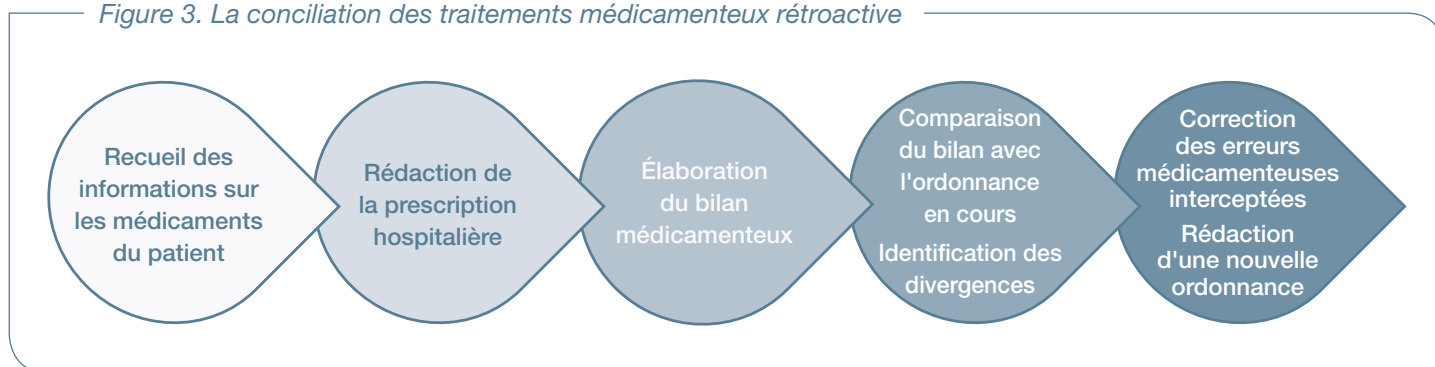 Figure 3. La conciliation des traitements médicamenteux rétroactive
Recueil des
informations sur
les médicaments
du patient
Rédaction de
la prescription
hospitalière
Élaboration
du bilan
médicamenteux
Comparaison
du bilan avec
l'ordonnance
en cours
Identification des
divergences
Correction
des erreurs
médicamenteuses
interceptées
Rédaction
d'une nouvelle
ordonnance